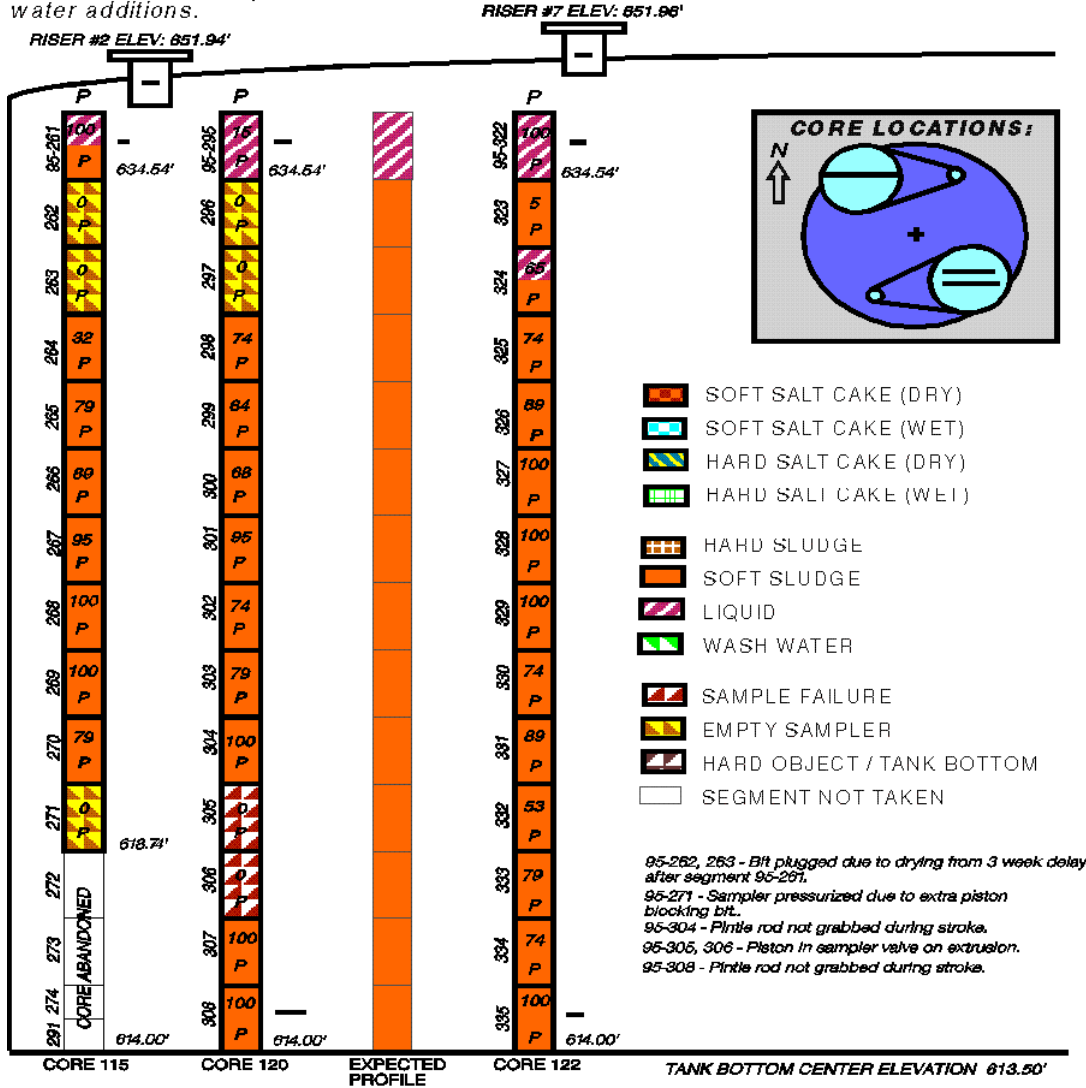 water additions.
RISER #7 ELEV: 651.96'
RISER #2 ELEV: 651.94'
P
P
P
95-261
100
P
634.54'
262
0
P
263
0
P
264
32
P
265
79
P
266
89
P
267
95
P
268
100
P
269
100
P
270
79
P
271
0
P
618.74'
272
273
274
291
CORE ABANDONED
614.00'
CORE 115
95-295
15
P
634.54'
296
0
P
297
0
P
298
74
P
299
84
P
300
68
P
301
95
P
302
74
P
303
79
P
304
100
P
305
0
P
306
0
P
307
100
P
308
100
P
614.00'
CORE 120
EXPECTED
PROFILE
95-322
100
P
634.54'
323
5
P
324
65
P
325
74
P
326
89
P
327
100
P
328
100
P
329
100
P
330
74
P
331
89
P
332
53
P
333
79
P
334
74
P
335
100
P
614.00'
CORE 122
CORE LOCATIONS:
N
SOFT SALT CAKE (DRY)
SOFT SALT CAKE (WET)
HARD SALT CAKE (DRY)
HARD SALT CAKE (WET)
HARD SLUDGE
SOFT SLUDGE
LIQUID
WASH WATER
SAMPLE FAILURE
EMPTY SAMPLER
HARD OBJECT / TANK BOTTOM
SEGMENT NOT TAKEN
95-262, 263 - Bit plugged due to drying from 3 week delay
after segment 95-261.
95-271 - Sampler pressurized due to extra piston
blocking bit..
95-304 - Pintle rod not grabbed during stroke.
95-305, 306 - Piston in sampler valve on extrusion.
95-308 - Pintle rod not grabbed during stroke.
TANK BOTTOM CENTER ELEVATION 613.50'